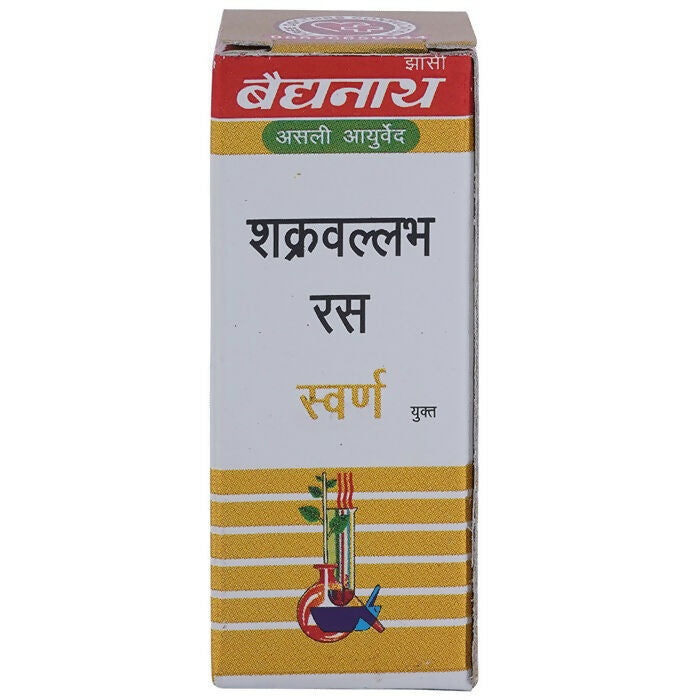 झांसी
बैद्यनाथ
असली आयुर्वेद
शक्रवल्लभ
रस
स्वर्ण युक्त